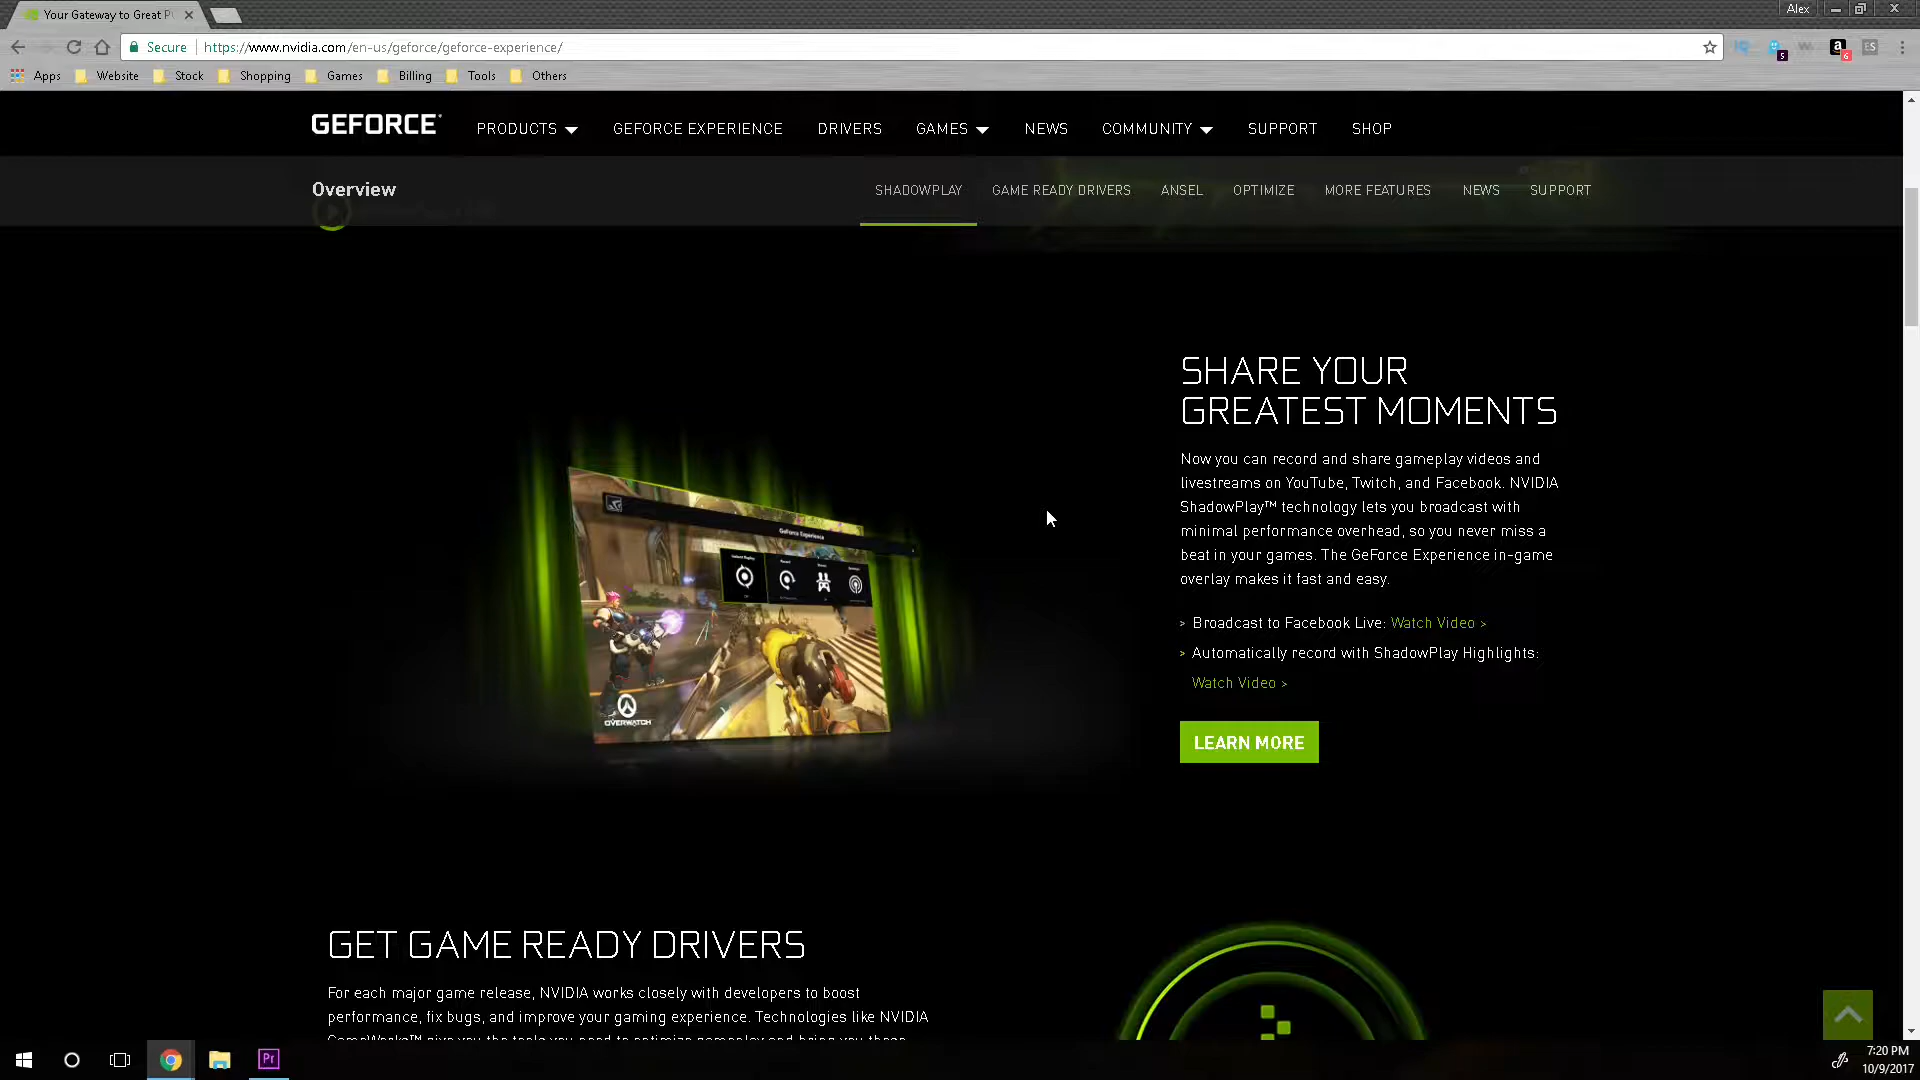 Your Gateway to Great P
Alex
Secure https://www.nvidia.com/en-us/geforce/geforce-experience/
Apps Website Stock Shopping Games Billing Tools Others
GEFORCE PRODUCTS GEFORCE EXPERIENCE DRIVERS GAMES NEWS COMMUNITY SUPPORT SHOP
Overview SHADOWPLAY GAME READY DRIVERS ANSEL OPTIMIZE MORE FEATURES NEWS SUPPORT
SHARE YOUR
GREATEST MOMENTS
Now you can record and share gameplay videos and
livestreams on YouTube, Twitch, and Facebook. NVIDIA
ShadowPlay™ technology lets you broadcast with
minimal performance overhead, so you never miss a
beat in your games. The GeForce Experience in-game
overlay makes it fast and easy.
> Broadcast to Facebook Live: Watch Video >
> Automatically record with ShadowPlay Highlights:
Watch Video >
LEARN MORE
GeForce Experience
OVERWATCH
GET GAME READY DRIVERS
For each major game release, NVIDIA works closely with developers to boost
performance, fix bugs, and improve your gaming experience. Technologies like NVIDIA
Pr
7:20 PM
10/9/2017